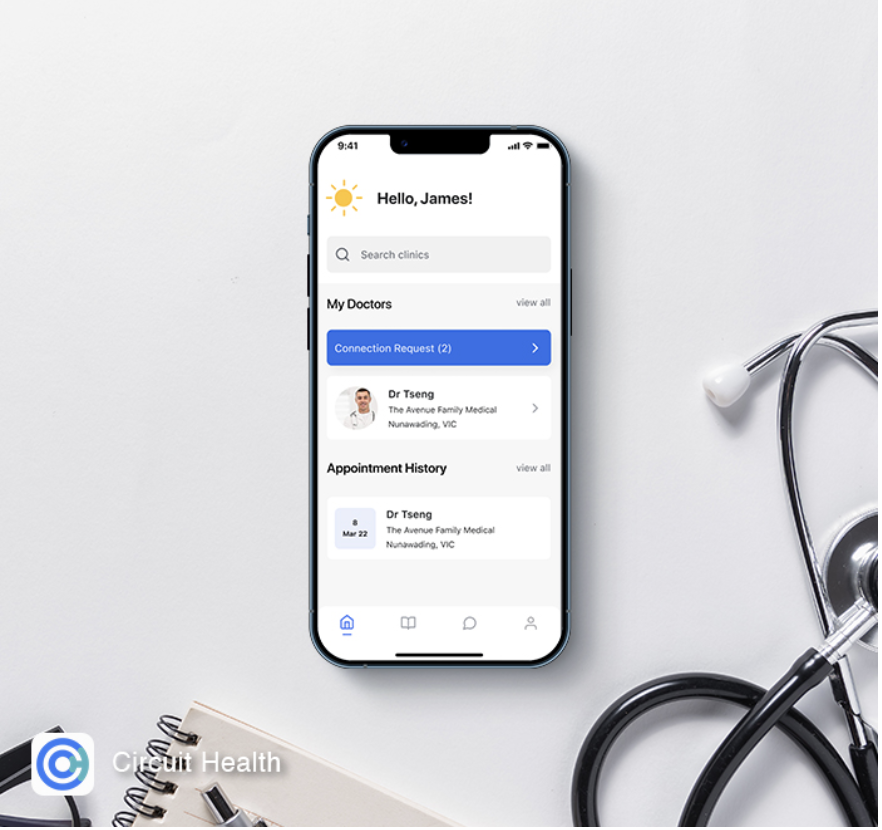 9:41
Hello, James!
Search clinics
My Doctors
view all
Connection Request (2)
Dr Tseng
The Avenue Family Medical
Nunawading, VIC
Appointment History
view all
8
Mar 22
Dr Tseng
The Avenue Family Medical
Nunawading, VIC
Circuit Health